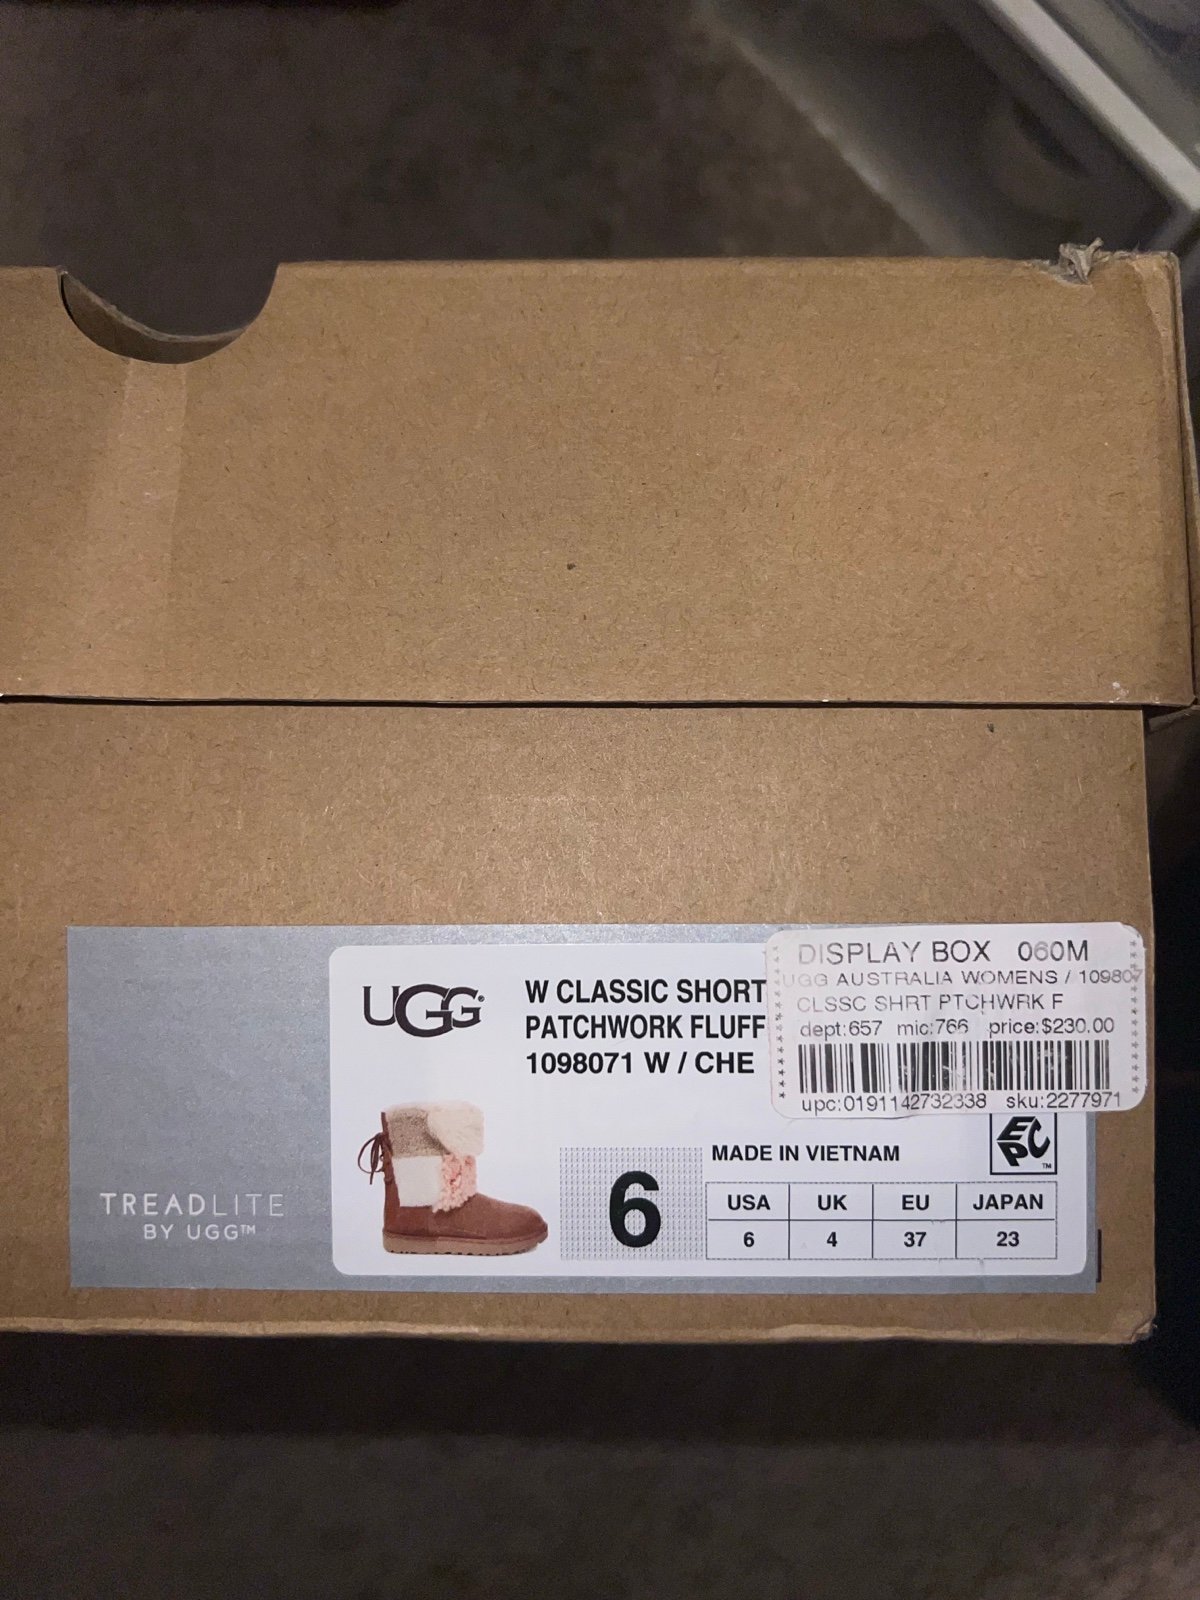 UGG
W CLASSIC SHORT
PATCHWORK FLUFF
1098071 W / CHE
DISPLAY BOX 060M
UGG AUSTRALIA WOMENS / 109807
CLSSC SHRT PTCHWRK F
dept:657 mic:766 price:$230.00
upc:0191142732338 sku:2277971
EPC™
MADE IN VIETNAM
6
USA UK EU JAPAN
6 4 37 23
TREADLITE
BY UGG™